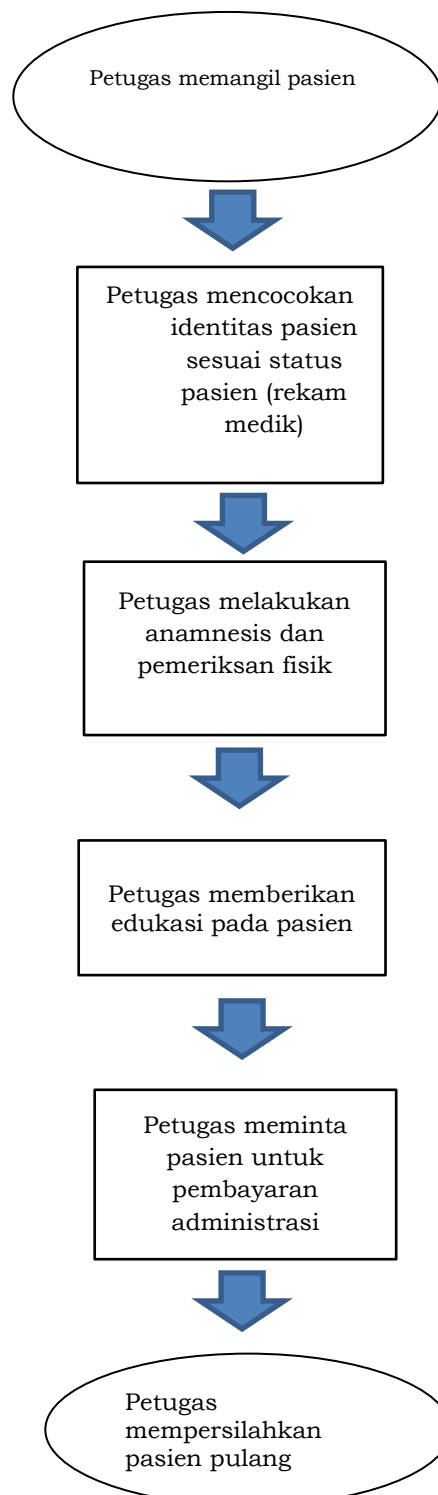 Petugas memangil pasien
Petugas mencocokan
identitas pasien
sesuai status
pasien (rekam
medik)
Petugas melakukan
anamnesis dan
pemeriksan fisik
Petugas memberikan
edukasi pada pasien
Petugas meminta
pasien untuk
pembayaran
administrasi
Petugas
mempersilahkan
pasien pulang